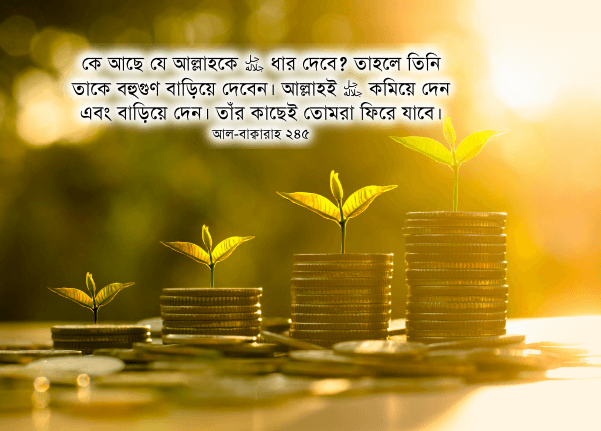 কে আছে যে আল্লাহকে ﷻ ধার দেবে? তাহলে তিনি
তাকে বহুগুণ বাড়িয়ে দেবেন। আল্লাহই ﷻ কমিয়ে দেন
এবং বাড়িয়ে দেন। তাঁর কাছেই তোমরা ফিরে যাবে।
আল-বাক্বারাহ ২৪৫